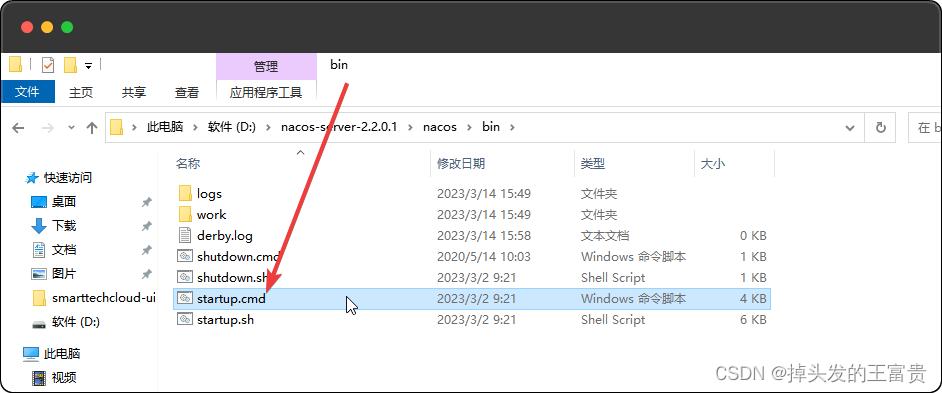 管理 bin
文件 主页 共享 查看 应用程序工具
此电脑 软件 (D:) nacos-server-2.2.0.1 nacos bin 在 b
名称 修改日期 类型 大小
快速访问
桌面
下载
文档
图片
smarttechcloud-ui
软件 (D:)
此电脑
视频
logs 2023/3/14 15:49 文件夹
work 2023/3/14 15:49 文件夹
derby.log 2023/3/14 15:58 文本文档 0 KB
shutdown.cmd 2020/5/14 10:03 Windows 命令脚本 1 KB
shutdown.sh 2023/3/2 9:21 Shell Script 1 KB
startup.cmd 2023/3/2 9:21 Windows 命令脚本 4 KB
startup.sh 2023/3/2 9:21 Shell Script 6 KB
CSDN @掉头发的王富贵